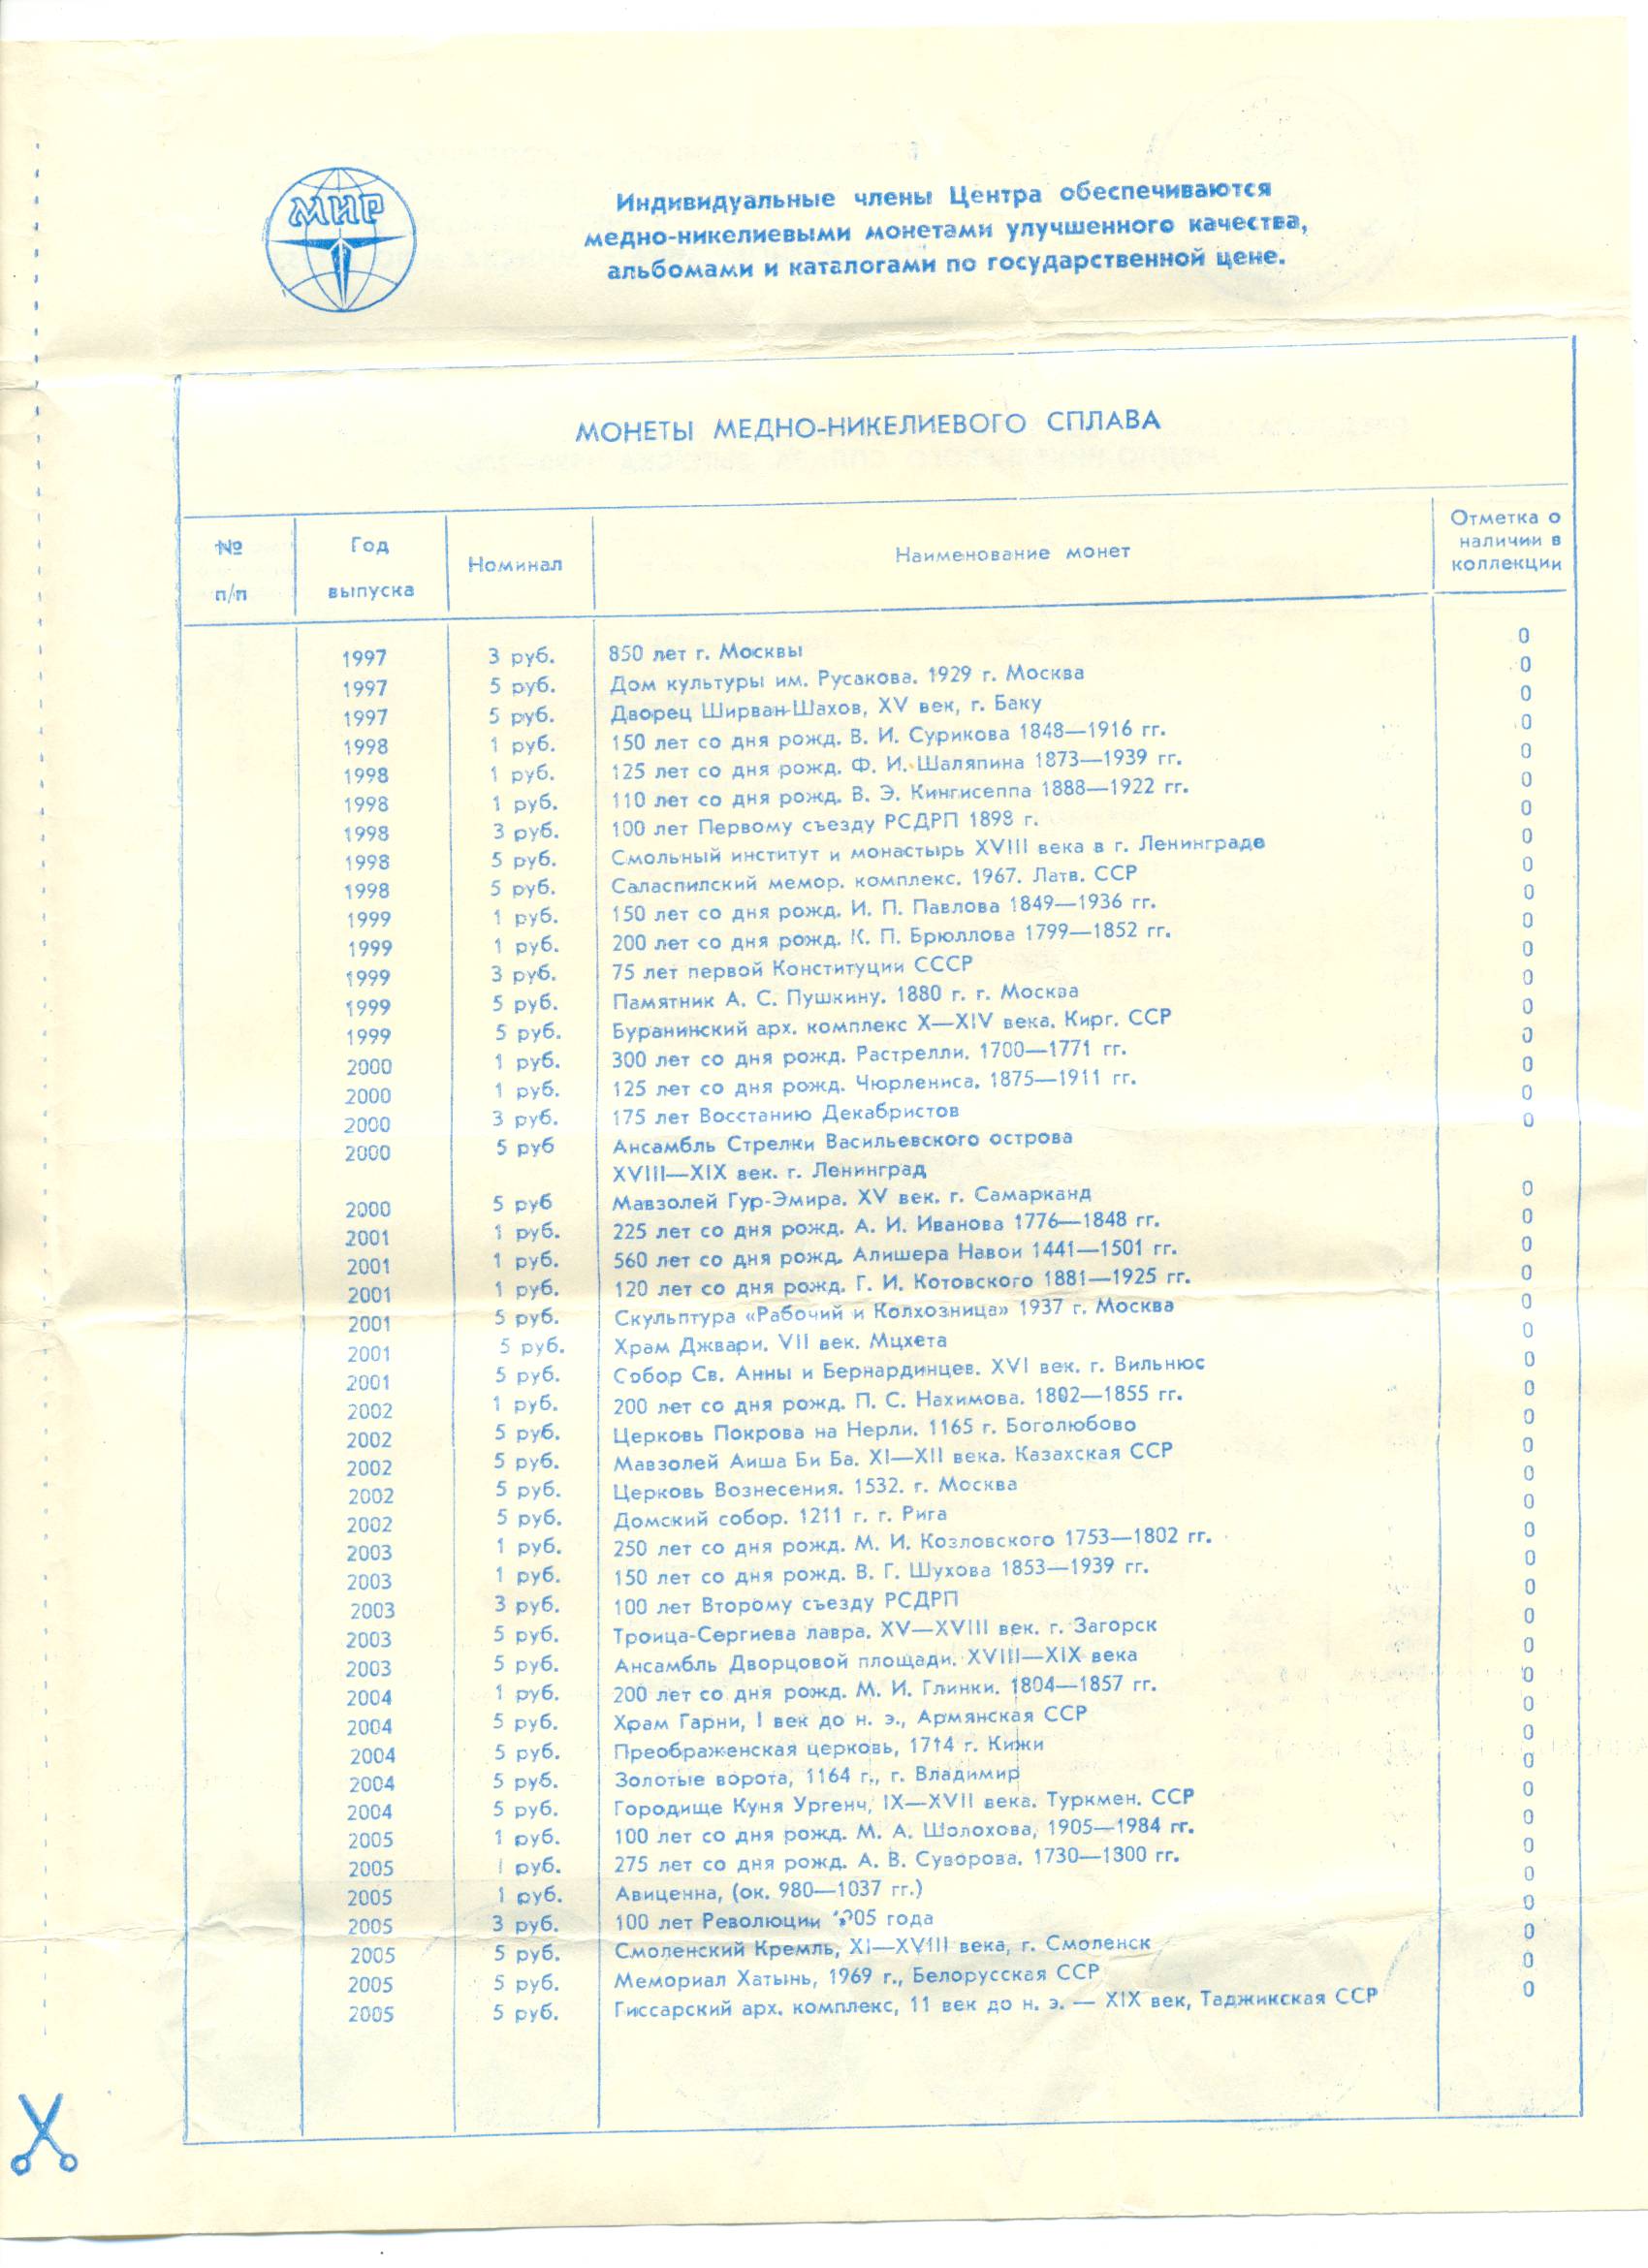 МИР
Индивидуальные члены Центра обеспечиваются
медно-никелиевыми монетами улучшенного качества,
альбомами и каталогами по государственной цене.
МОНЕТЫ МЕДНО-НИКЕЛИЕВОГО СПЛАВА
№ п/п Год выпуска Номинал Наименование монет Отметка о наличии в коллекции
1997 3 руб. 850 лет г. Москвы 0
1997 5 руб. Дом культуры им. Русакова. 1929 г. Москва 0
1997 5 руб. Дворец Ширван-Шахов, XV век, г. Баку 0
1998 1 руб. 150 лет со дня рожд. В. И. Сурикова 1848—1916 гг. 0
1998 1 руб. 125 лет со дня рожд. Ф. И. Шаляпина 1873—1939 гг. 0
1998 1 руб. 110 лет со дня рожд. В. Э. Кингисеппа 1888—1922 гг. 0
1998 3 руб. 100 лет Первому съезду РСДРП 1898 г. 0
1998 5 руб. Смольный институт и монастырь XVIII века в г. Ленинграде 0
1998 5 руб. Саласпилский мемор. комплекс. 1967. Латв. ССР 0
1999 1 руб. 150 лет со дня рожд. И. П. Павлова 1849—1936 гг. 0
1999 1 руб. 200 лет со дня рожд. К. П. Брюллова 1799—1852 гг. 0
1999 3 руб. 75 лет первой Конституции СССР 0
1999 5 руб. Памятник А. С. Пушкину. 1880 г. г. Москва 0
1999 5 руб. Буранинский арх. комплекс X—XIV века. Кирг. ССР 0
2000 1 руб. 300 лет со дня рожд. Растрелли. 1700—1771 гг. 0
2000 1 руб. 125 лет со дня рожд. Чюрлениса. 1875—1911 гг. 0
2000 3 руб. 175 лет Восстанию Декабристов 0
2000 5 руб Ансамбль Стрелки Васильевского острова 0
XVIII—XIX век. г. Ленинград
2000 5 руб Мавзолей Гур-Эмира. XV век. г. Самарканд 0
2001 1 руб. 225 лет со дня рожд. А. И. Иванова 1776—1848 гг. 0
2001 1 руб. 560 лет со дня рожд. Алишера Навои 1441—1501 гг. 0
2001 1 руб. 120 лет со дня рожд. Г. И. Котовского 1881—1925 гг. 0
2001 5 руб. Скульптура «Рабочий и Колхозница» 1937 г. Москва 0
2001 5 руб. Храм Джвари. VII век. Мцхета 0
2001 5 руб. Собор Св. Анны и Бернардинцев. XVI век. г. Вильнюс 0
2002 1 руб. 200 лет со дня рожд. П. С. Нахимова. 1802—1855 гг. 0
2002 5 руб. Церковь Покрова на Нерли. 1165 г. Боголюбово 0
2002 5 руб. Мавзолей Аиша Би Ба. XI—XII века. Казахская ССР 0
2002 5 руб. Церковь Вознесения. 1532. г. Москва 0
2002 5 руб. Домский собор. 1211 г. г. Рига 0
2003 1 руб. 250 лет со дня рожд. М. И. Козловского 1753—1802 гг. 0
2003 1 руб. 150 лет со дня рожд. В. Г. Шухова 1853—1939 гг. 0
2003 3 руб. 100 лет Второму съезду РСДРП 0
2003 5 руб. Троица-Сергиева лавра. XV—XVIII век. г. Загорск 0
2003 5 руб. Ансамбль Дворцовой площади. XVIII—XIX века 0
2004 1 руб. 200 лет со дня рожд. М. И. Глинки. 1804—1857 гг. 0
2004 5 руб. Храм Гарни, I век до н. э., Армянская ССР 0
2004 5 руб. Преображенская церковь, 1714 г. Кижи 0
2004 5 руб. Золотые ворота, 1164 г., г. Владимир 0
2004 5 руб. Городище Куня Ургенч, IX—XVII века. Туркмен. ССР 0
2005 1 руб. 100 лет со дня рожд. М. А. Шолохова, 1905—1984 гг. 0
2005 1 руб. 275 лет со дня рожд. А. В. Суворова. 1730—1800 гг. 0
2005 1 руб. Авиценна, (ок. 980—1037 гг.) 0
2005 3 руб. 100 лет Революции 1905 года 0
2005 5 руб. Смоленский Кремль, XI—XVIII века, г. Смоленск 0
2005 5 руб. Мемориал Хатынь, 1969 г., Белорусская ССР 0
2005 5 руб. Гиссарский арх. комплекс, 11 век до н. э. — XIX век, Таджикская ССР 0